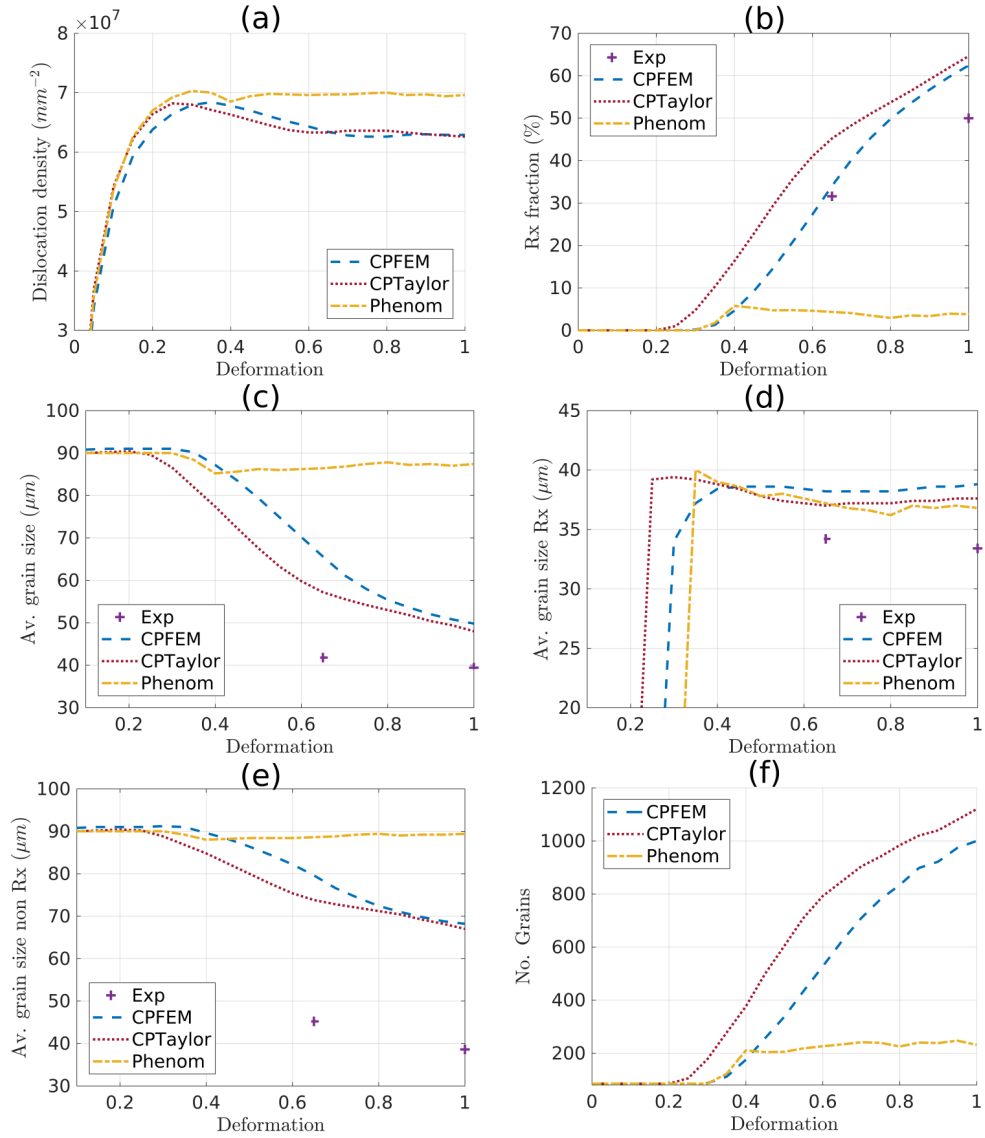 (a)
×10⁷
8
7
6
5
4
3
0
0.2
0.4
0.6
0.8
1
Dislocation density (mm⁻²)
Deformation
CPFEM
CPTaylor
Phenom
(b)
70
60
50
40
30
20
10
0
0
0.2
0.4
0.6
0.8
1
Rx fraction (%)
Deformation
Exp
CPFEM
CPTaylor
Phenom
(c)
100
90
80
70
60
50
40
30
0.2
0.4
0.6
0.8
1
Av. grain size (μm)
Deformation
Exp
CPFEM
CPTaylor
Phenom
(d)
45
40
35
30
25
20
0.2
0.4
0.6
0.8
1
Av. grain size Rx (μm)
Deformation
Exp
CPFEM
CPTaylor
Phenom
(e)
100
90
80
70
60
50
40
30
0.2
0.4
0.6
0.8
1
Av. grain size non Rx (μm)
Deformation
Exp
CPFEM
CPTaylor
Phenom
(f)
1200
1000
800
600
400
200
0
0.2
0.4
0.6
0.8
1
No. Grains
Deformation
CPFEM
CPTaylor
Phenom